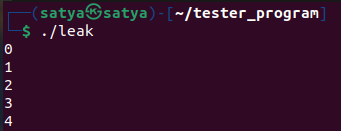 ┌──(satya㉿satya)-[~/tester_program]
└─$ ./leak
0
1
2
3
4